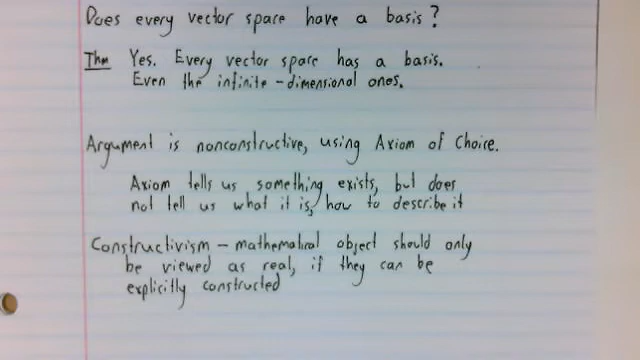 Does every vector space have a basis?
Thm Yes. Every vector space has a basis.
Even the infinite-dimensional ones.
Argument is nonconstructive, using Axiom of Choice.
Axiom tells us something exists, but does
not tell us what it is, how to describe it
Constructivism - mathematical object should only
be viewed as real, if they can be
explicitly constructed